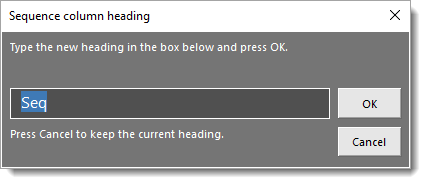 Sequence column heading
Type the new heading in the box below and press OK.
Seq
OK
Press Cancel to keep the current heading.
Cancel